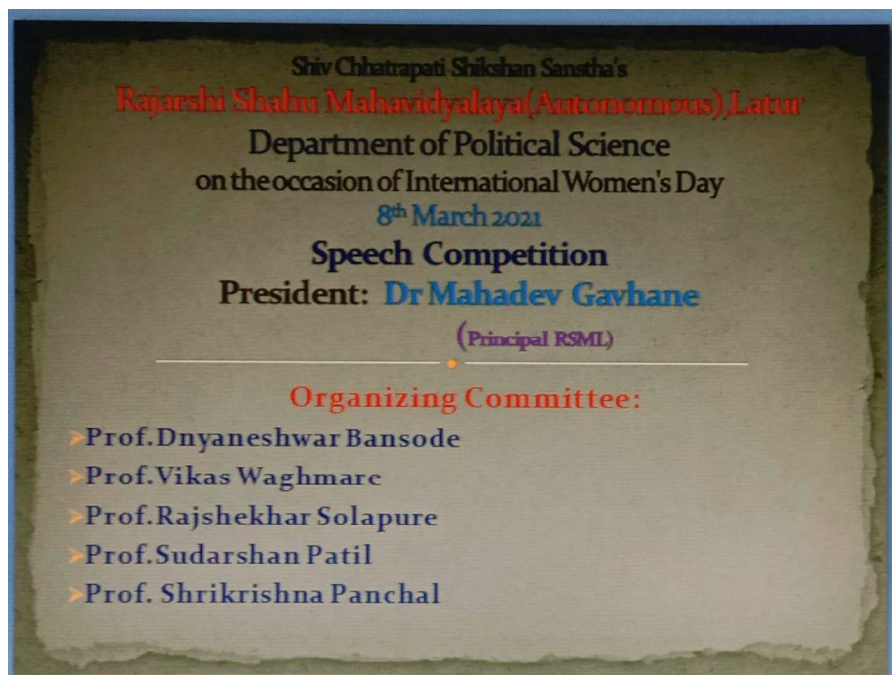 Shiv Chhatrapati Shikshan Sanstha's
Rajarshi Shahu Mahavidyalaya(Autonomous),Latur
Department of Political Science
on the occasion of International Women's Day
8th March 2021
Speech Competition
President: Dr Mahadev Gavhane
(Principal RSML)
Organizing Committee:
➢Prof.Dnyaneshwar Bansode
➢Prof.Vikas Waghmare
➢Prof.Rajshekhar Solapure
➢Prof.Sudarshan Patil
➢Prof. Shrikrishna Panchal